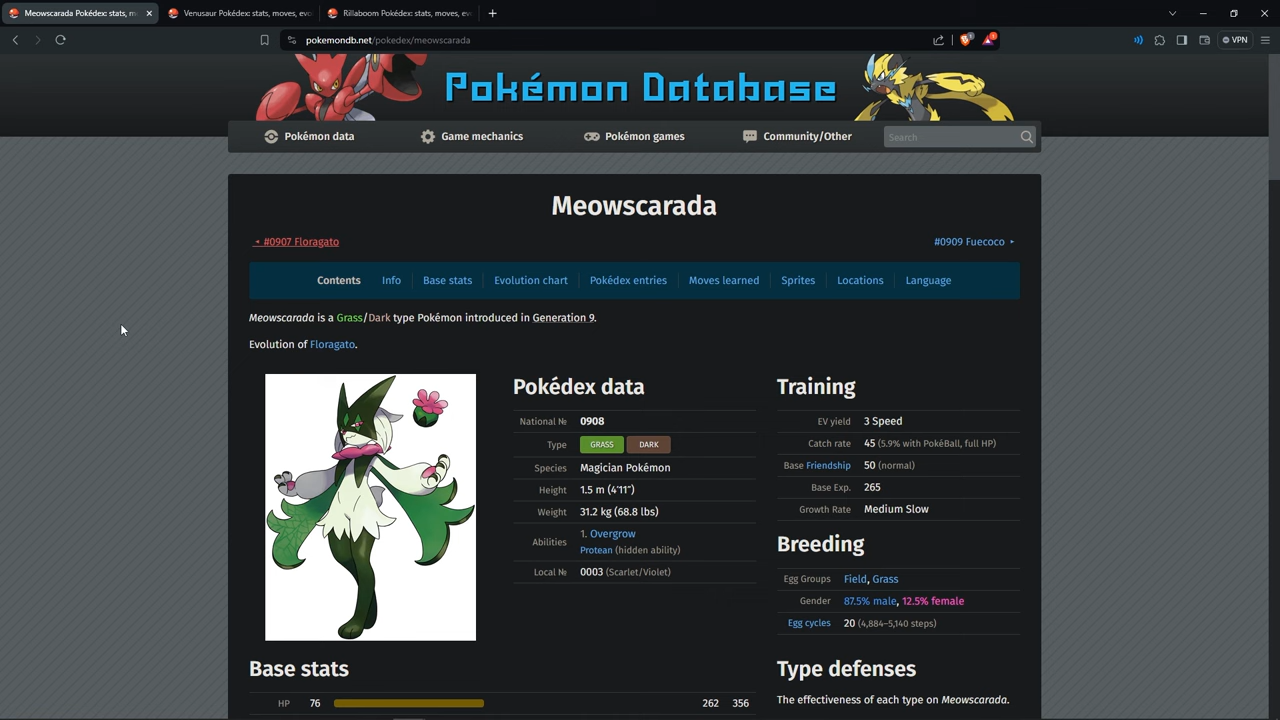 Meowscarada Pokédex: stats, m
Venusaur Pokédex: stats, moves, evo
Rillaboom Pokédex: stats, moves, ev
pokemondb.net/pokedex/meowscarada
VPN
Pokémon Database
Pokémon data
Game mechanics
Pokémon games
Community/Other
Search
Meowscarada
#0907 Floragato
#0909 Fuecoco
Contents Info Base stats Evolution chart Pokédex entries Moves learned Sprites Locations Language
Meowscarada is a Grass/Dark type Pokémon introduced in Generation 9.
Evolution of Floragato.
Pokédex data
National № 0908
Type GRASS DARK
Species Magician Pokémon
Height 1.5 m (4′11″)
Weight 31.2 kg (68.8 lbs)
Abilities 1. Overgrow
Protean (hidden ability)
Local № 0003 (Scarlet/Violet)
Training
EV yield 3 Speed
Catch rate 45 (5.9% with PokéBall, full HP)
Base Friendship 50 (normal)
Base Exp. 265
Growth Rate Medium Slow
Breeding
Egg Groups Field, Grass
Gender 87.5% male, 12.5% female
Egg cycles 20 (4,884–5,140 steps)
Base stats
HP 76 262 356
Type defenses
The effectiveness of each type on Meowscarada.